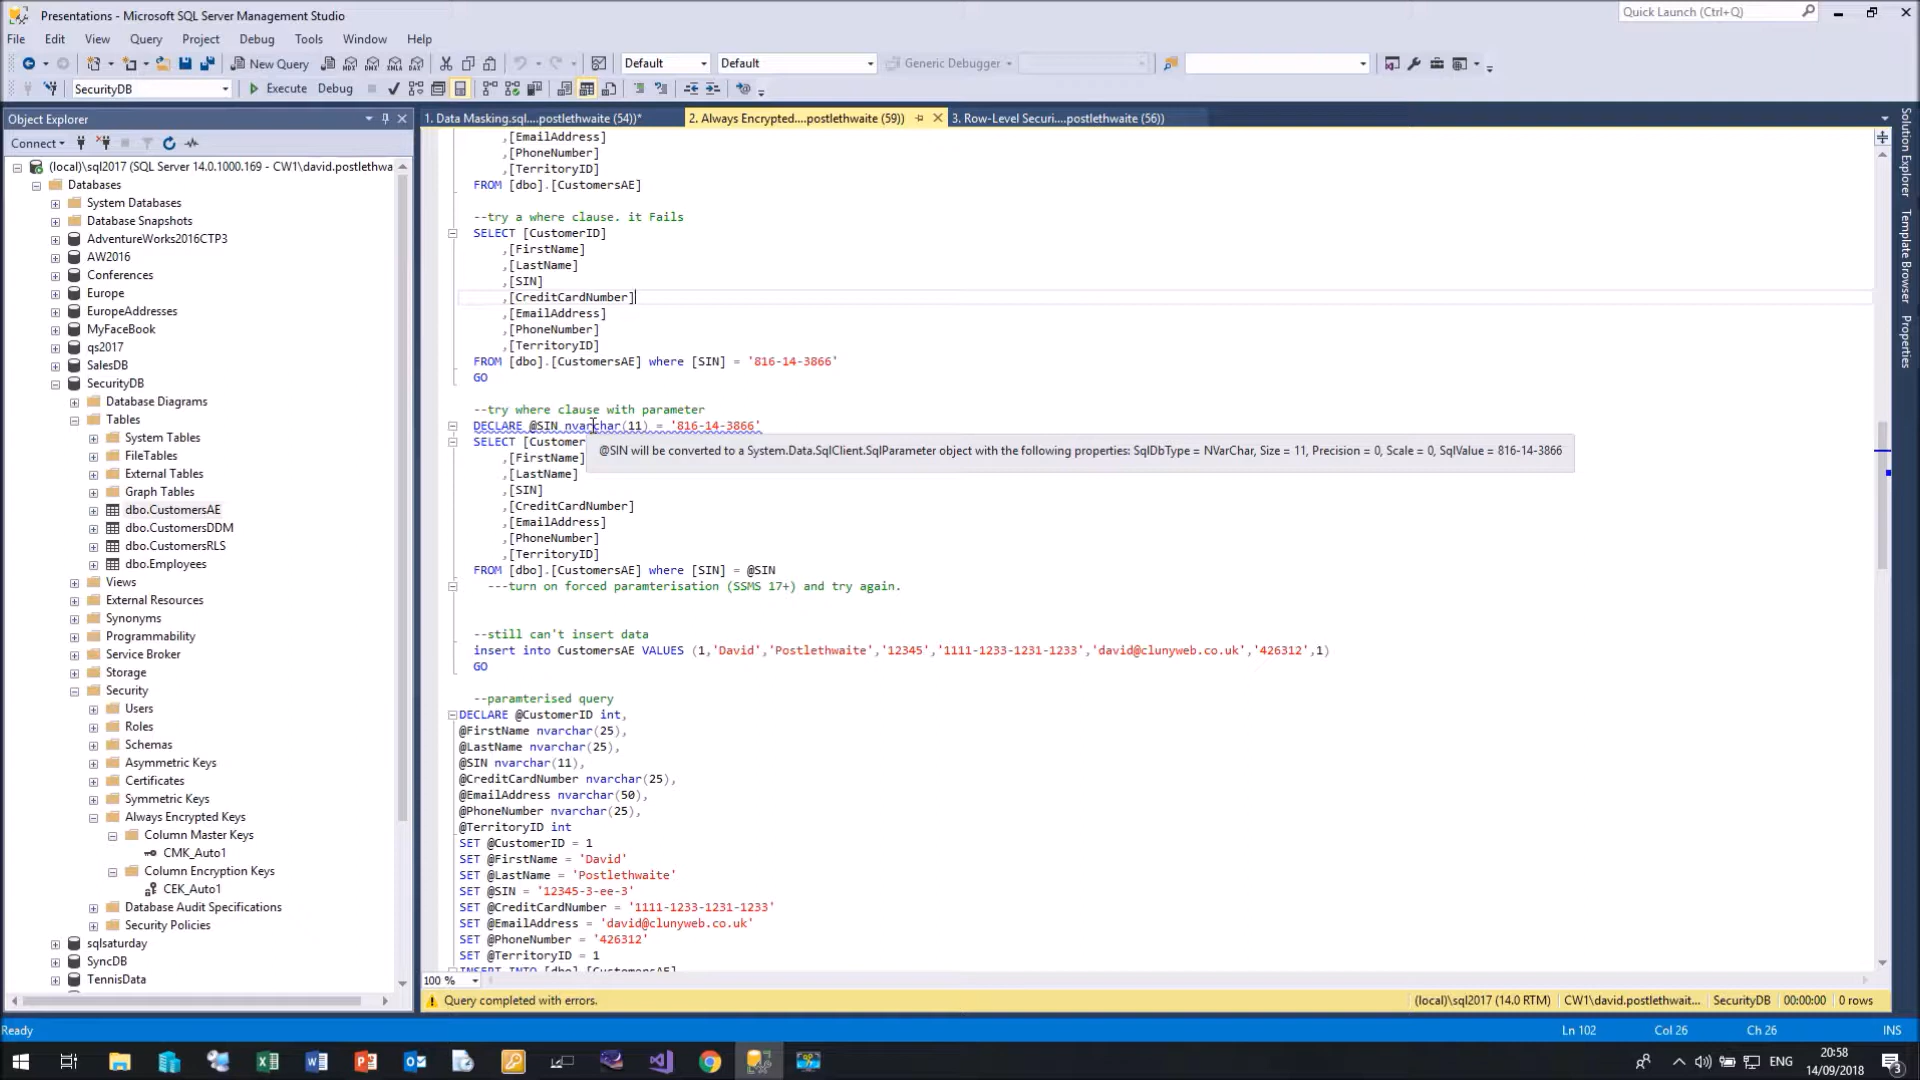 Presentations - Microsoft SQL Server Management Studio
Quick Launch (Ctrl+Q)
File Edit View Query Project Debug Tools Window Help
New Query
MDX DMX XMLA DAX
Default
Default
Generic Debugger
SecurityDB
Execute Debug
Object Explorer
Connect
(local)\sql2017 (SQL Server 14.0.1000.169 - CW1\david.postlethwa
Databases
System Databases
Database Snapshots
AdventureWorks2016CTP3
AW2016
Conferences
Europe
EuropeAddresses
MyFaceBook
qs2017
SalesDB
SecurityDB
Database Diagrams
Tables
System Tables
FileTables
External Tables
Graph Tables
dbo.CustomersAE
dbo.CustomersDDM
dbo.CustomersRLS
dbo.Employees
Views
External Resources
Synonyms
Programmability
Service Broker
Storage
Security
Users
Roles
Schemas
Asymmetric Keys
Certificates
Symmetric Keys
Always Encrypted Keys
Column Master Keys
CMK_Auto1
Column Encryption Keys
CEK_Auto1
Database Audit Specifications
Security Policies
sqlsaturday
SyncDB
TennisData
1. Data Masking.sql....postlethwaite (54))*
2. Always Encrypted....postlethwaite (59))
3. Row-Level Securi....postlethwaite (56))
,[EmailAddress]
,[PhoneNumber]
,[TerritoryID]
FROM [dbo].[CustomersAE]
--try a where clause. it Fails
SELECT [CustomerID]
,[FirstName]
,[LastName]
,[SIN]
,[CreditCardNumber]
,[EmailAddress]
,[PhoneNumber]
,[TerritoryID]
FROM [dbo].[CustomersAE] where [SIN] = '816-14-3866'
GO
--try where clause with parameter
DECLARE @SIN nvarchar(11) = '816-14-3866'
SELECT [Customer
@SIN will be converted to a System.Data.SqlClient.SqlParameter object with the following properties: SqlDbType = NVarChar, Size = 11, Precision = 0, Scale = 0, SqlValue = 816-14-3866
,[FirstName]
,[LastName]
,[SIN]
,[CreditCardNumber]
,[EmailAddress]
,[PhoneNumber]
,[TerritoryID]
FROM [dbo].[CustomersAE] where [SIN] = @SIN
---turn on forced paramterisation (SSMS 17+) and try again.
--still can't insert data
insert into CustomersAE VALUES (1,'David','Postlethwaite','12345','1111-1233-1231-1233','david@clunyweb.co.uk','426312',1)
GO
--paramterised query
DECLARE @CustomerID int,
@FirstName nvarchar(25),
@LastName nvarchar(25),
@SIN nvarchar(11),
@CreditCardNumber nvarchar(25),
@EmailAddress nvarchar(50),
@PhoneNumber nvarchar(25),
@TerritoryID int
SET @CustomerID = 1
SET @FirstName = 'David'
SET @LastName = 'Postlethwaite'
SET @SIN = '12345-3-ee-3'
SET @CreditCardNumber = '1111-1233-1231-1233'
SET @EmailAddress = 'david@clunyweb.co.uk'
SET @PhoneNumber = '426312'
SET @TerritoryID = 1
INSERT INTO [dbo].[CustomersAE]
100 %
Query completed with errors.
(local)\sql2017 (14.0 RTM) CW1\david.postlethwait... SecurityDB 00:00:00 0 rows
Solution Explorer
Template Browser
Properties
Ready
Ln 102 Col 26 Ch 26 INS
ENG
20:58
14/09/2018
3